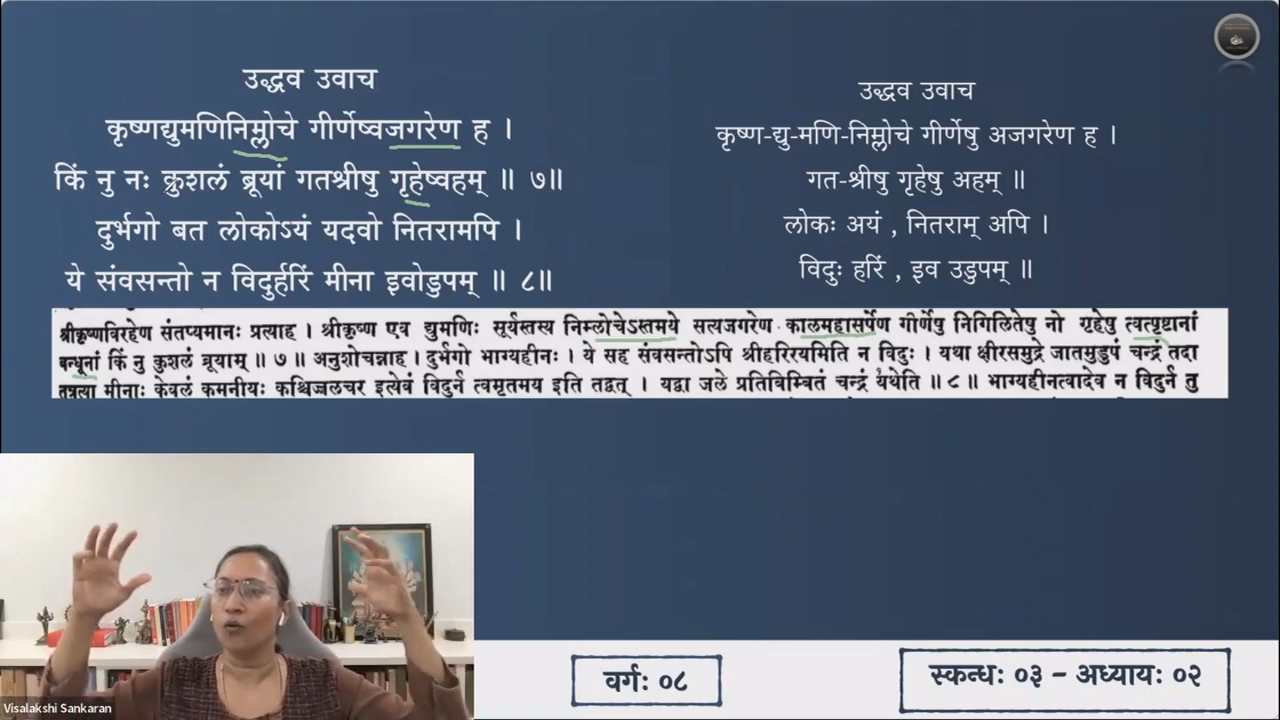 उद्धव उवाच
कृष्णद्युमणिनिम्लोचे गीर्णेष्वजगरेण ह ।
किं नु नः कुशलं ब्रूयां गतश्रीषु गृहेष्वहम् ॥ ७॥
दुर्भगो बत लोकोऽयं यदवो नितरामपि ।
ये संवसन्तो न विदुर्हरिं मीना इवोडुपम् ॥ ८॥
उद्धव उवाच
कृष्ण-द्यु-मणि-निम्लोचे गीर्णेषु अजगरेण ह ।
गत-श्रीषु गृहेषु अहम् ॥
लोकः अयं , नितराम् अपि ।
विदुः हरिं , इव उडुपम् ॥
श्रीकृष्णविरहेण संतप्यमानः प्रत्याह । श्रीकृष्ण एव द्युमणिः सूर्यस्तस्य निम्लोचेऽस्तमये सत्यजगरेण कालमहासर्पेण गीर्णेषु निगिलितेषु नो गृहेषु त्वत्पृष्टानां
बन्धूनां किं नु कुशलं ब्रूयाम् ॥ ७ ॥ अनुशोचन्नाह । दुर्भगो भाग्यहीनः । ये सह संवसन्तोऽपि श्रीहरिरयमिति न विदुः । यथा क्षीरसमुद्रे जातमुडुपं चन्द्रं तदा
तत्रत्या मीनाः केवलं कमनीयः कश्चिज्जलचर इत्येवं विदुर्न त्वमृतमय इति तद्वत् । यद्वा जले प्रतिविम्बितं चन्द्रं यथेति ॥ ८ ॥ भाग्यहीनत्वादेव न विदुर्न तु
Visalakshi Sankaran
वर्गः ०८
स्कन्धः ०३ – अध्यायः ०२